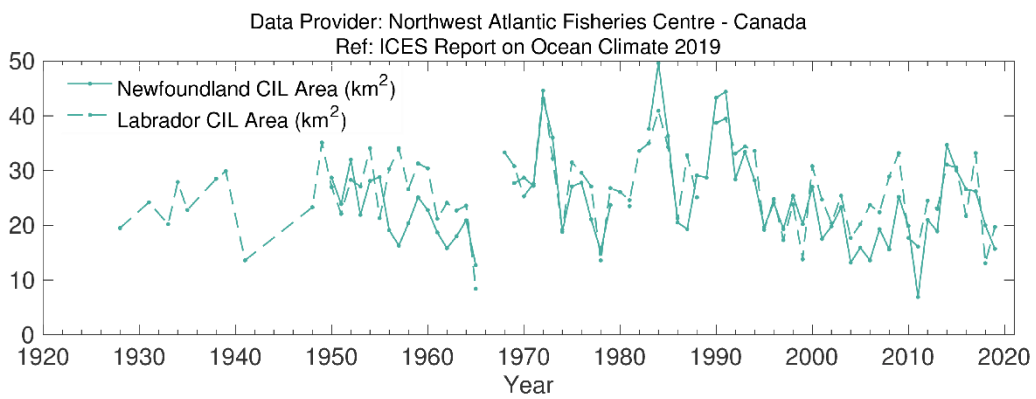 Data Provider: Northwest Atlantic Fisheries Centre - Canada
Ref: ICES Report on Ocean Climate 2019
50
40
30
20
10
0
Newfoundland CIL Area (km²)
Labrador CIL Area (km²)
1920 1930 1940 1950 1960 1970 1980 1990 2000 2010 2020
Year